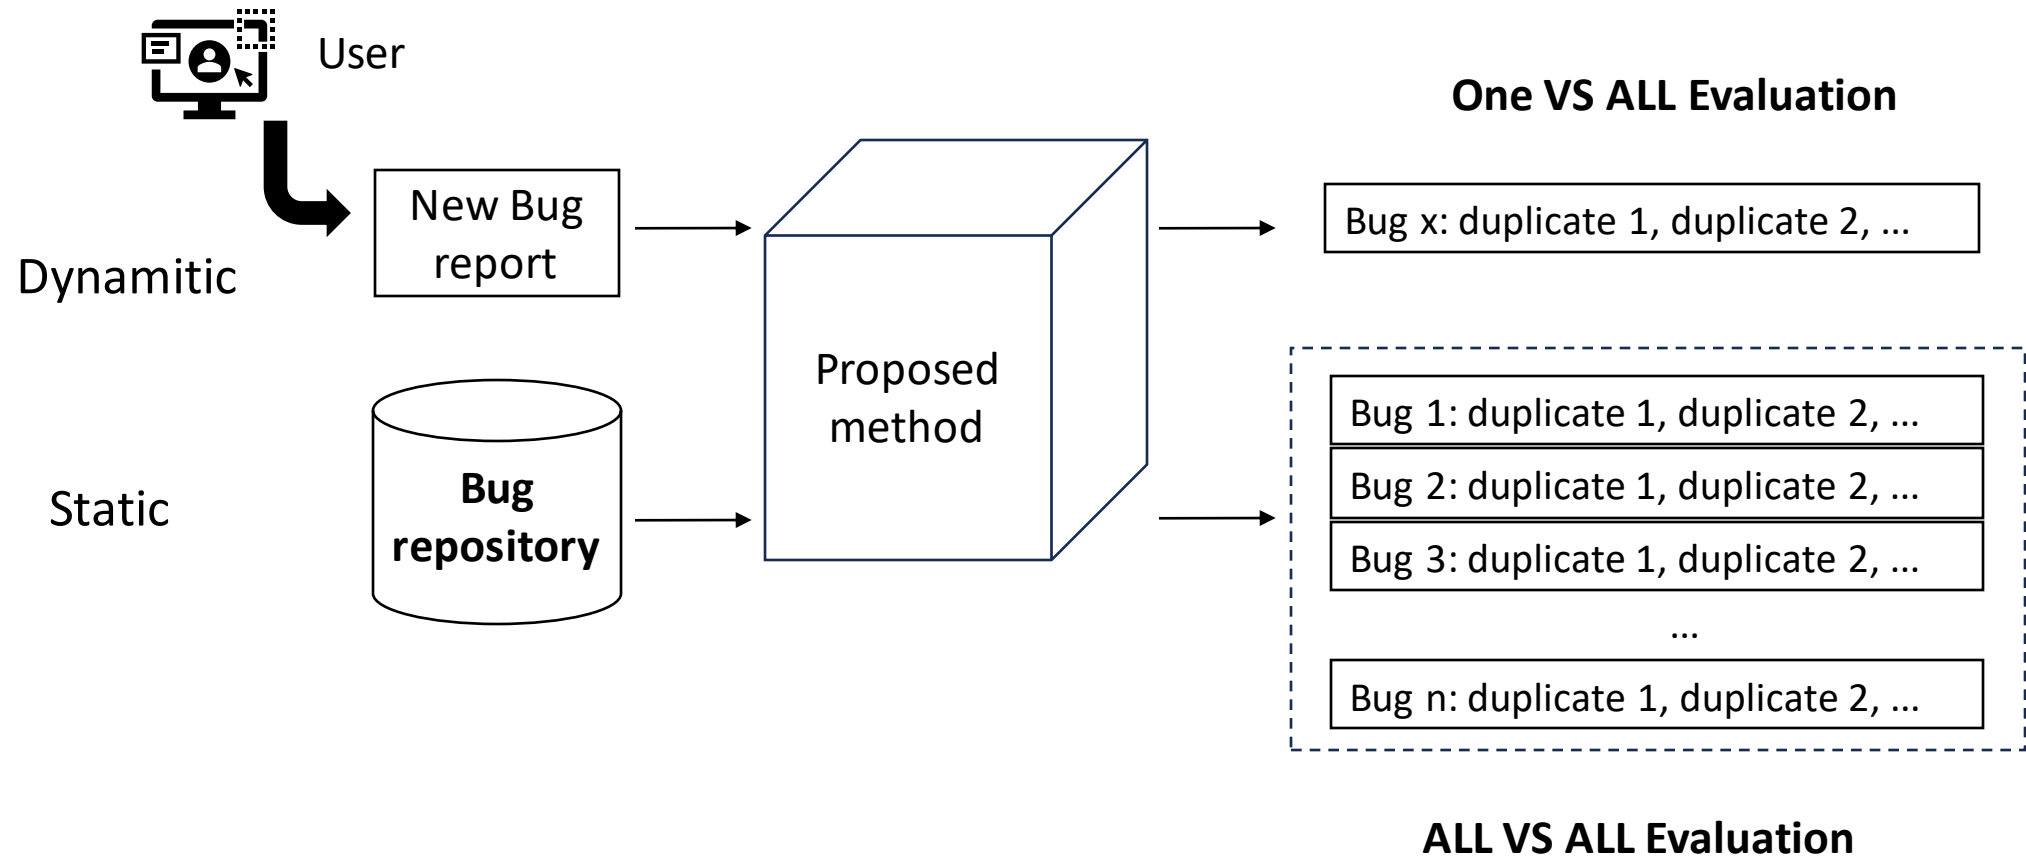 User
One VS ALL Evaluation
New Bug
report
Bug x: duplicate 1, duplicate 2, ...
Dynamitic
Proposed
method
Static
Bug
repository
Bug 1: duplicate 1, duplicate 2, ...
Bug 2: duplicate 1, duplicate 2, ...
Bug 3: duplicate 1, duplicate 2, ...
...
Bug n: duplicate 1, duplicate 2, ...
ALL VS ALL Evaluation